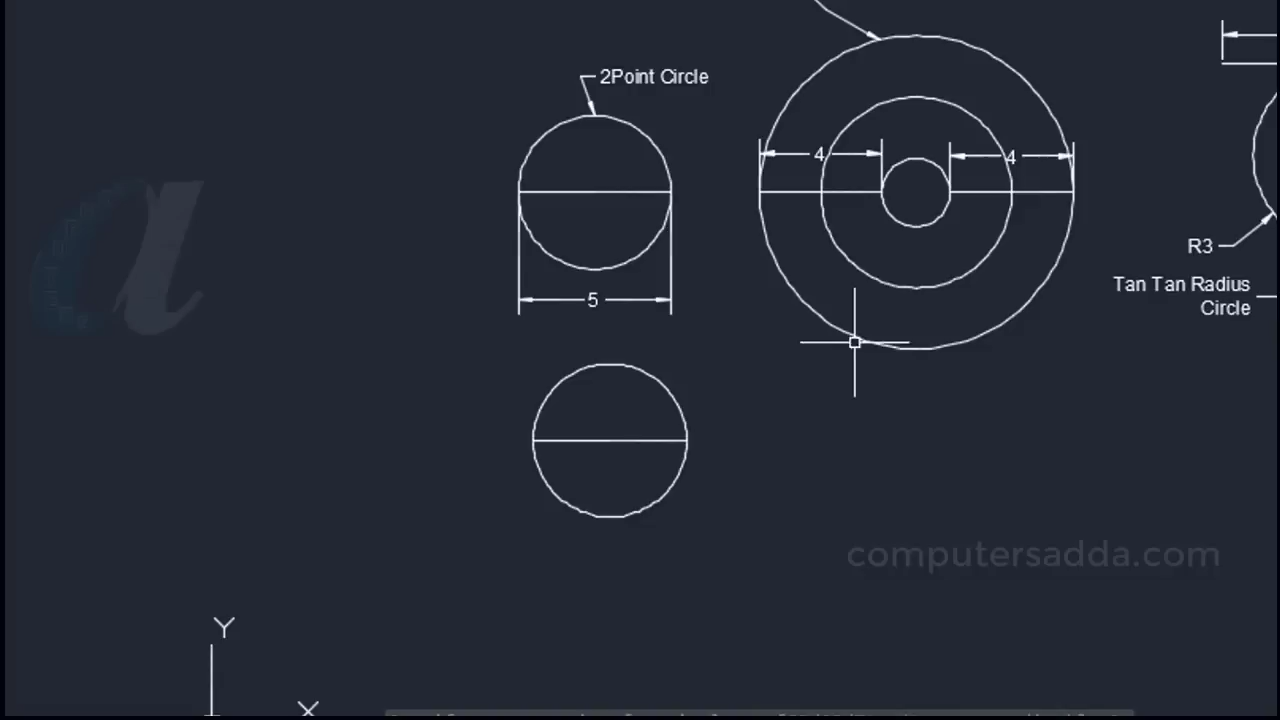 2Point Circle
4
4
5
R3
Tan Tan Radius
Circle
computersadda.com
Y
X